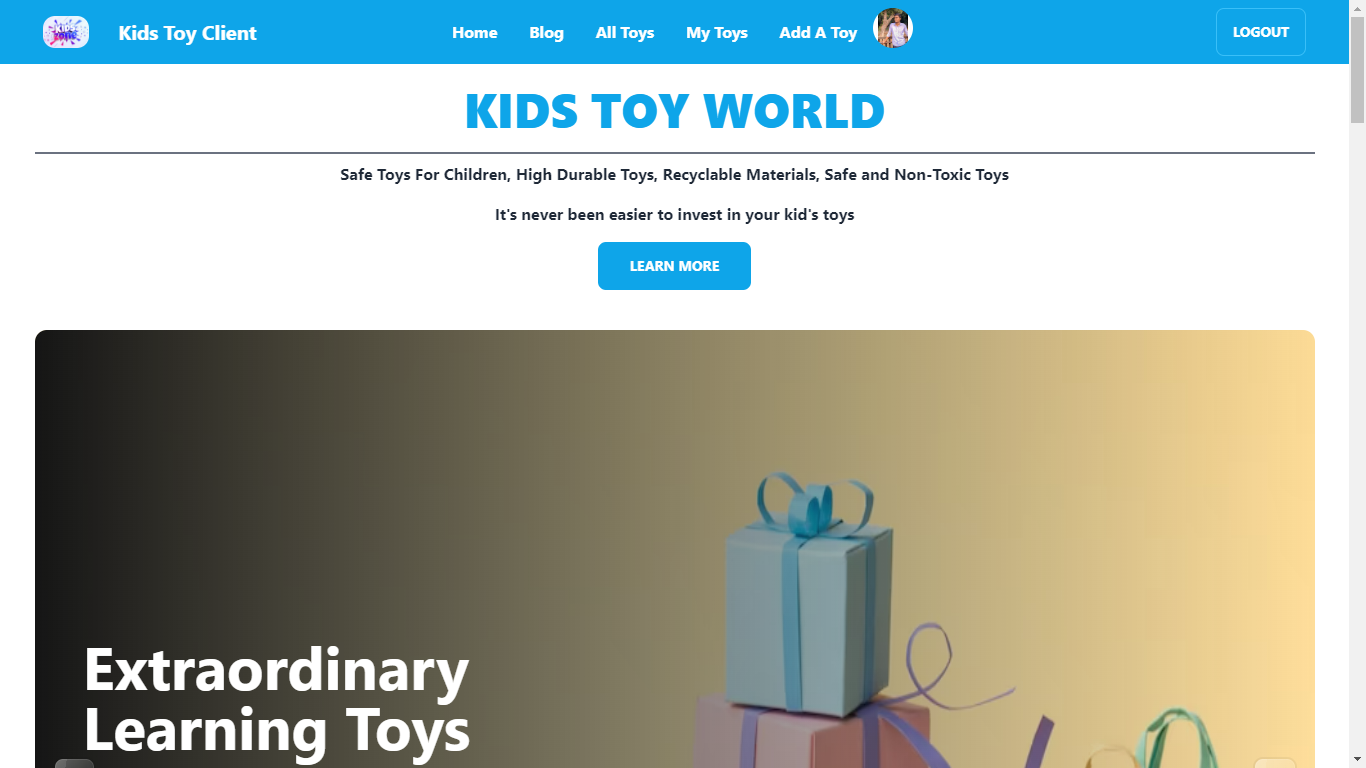 KIDS
Kids Toy Client
Home
Blog
All Toys
My Toys
Add A Toy
LOGOUT
KIDS TOY WORLD
Safe Toys For Children, High Durable Toys, Recyclable Materials, Safe and Non-Toxic Toys
It's never been easier to invest in your kid's toys
LEARN MORE
Extraordinary
Learning Toys